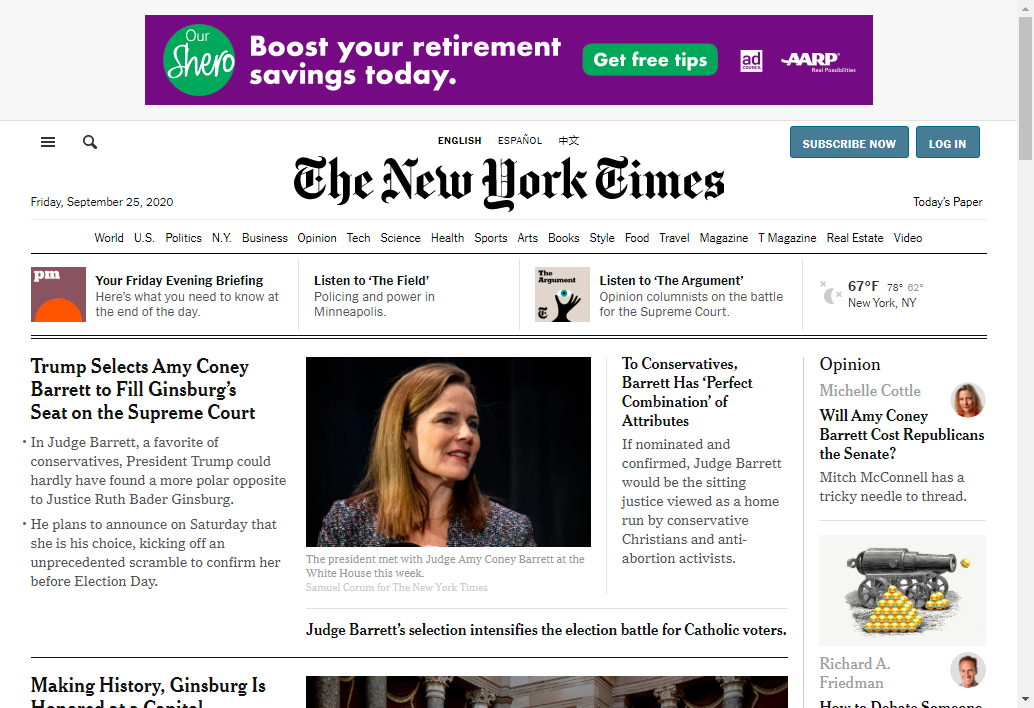 Our
Shero
Boost your retirement
savings today.
Get free tips
ad
COUNCIL
AARP
Real Possibilities
ENGLISH ESPAÑOL 中文
SUBSCRIBE NOW LOG IN
The New York Times
Friday, September 25, 2020
Today's Paper
World U.S. Politics N.Y. Business Opinion Tech Science Health Sports Arts Books Style Food Travel Magazine T Magazine Real Estate Video
pm
Your Friday Evening Briefing
Here's what you need to know at
the end of the day.
Listen to 'The Field'
Policing and power in
Minneapolis.
The
Argument
Listen to 'The Argument'
Opinion columnists on the battle
for the Supreme Court.
67°F 78° 62°
New York, NY
Trump Selects Amy Coney
Barrett to Fill Ginsburg's
Seat on the Supreme Court
• In Judge Barrett, a favorite of
conservatives, President Trump could
hardly have found a more polar opposite
to Justice Ruth Bader Ginsburg.
• He plans to announce on Saturday that
she is his choice, kicking off an
unprecedented scramble to confirm her
before Election Day.
The president met with Judge Amy Coney Barrett at the
White House this week.
Samuel Corum for The New York Times
To Conservatives,
Barrett Has 'Perfect
Combination' of
Attributes
If nominated and
confirmed, Judge Barrett
would be the sitting
justice viewed as a home
run by conservative
Christians and anti-
abortion activists.
Judge Barrett's selection intensifies the election battle for Catholic voters.
Opinion
Michelle Cottle
Will Amy Coney
Barrett Cost Republicans
the Senate?
Mitch McConnell has a
tricky needle to thread.
Richard A.
Friedman
How to Debate Someone
Making History, Ginsburg Is
Honored at a Capitol